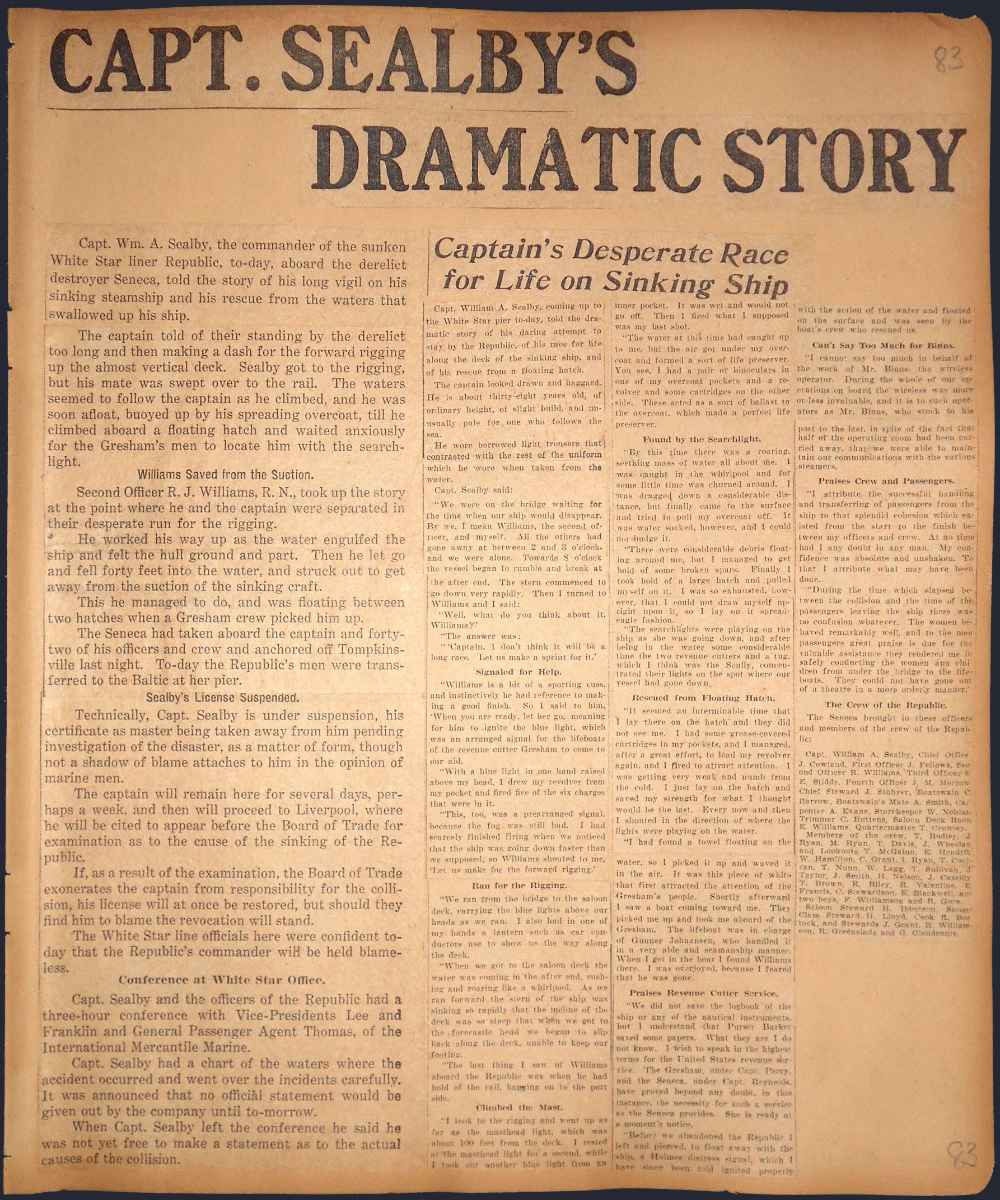 83
CAPT. SEALBY'S
DRAMATIC STORY
Capt. Wm. A. Sealby, the commander of the sunken
White Star liner Republic, to-day, aboard the derelict
destroyer Seneca, told the story of his long vigil on his
sinking steamship and his rescue from the waters that
swallowed up his ship.
The captain told of their standing by the derelict
too long and then making a dash for the forward rigging
up the almost vertical deck. Sealby got to the rigging,
but his mate was swept over to the rail. The waters
seemed to follow the captain as he climbed, and he was
soon afloat, buoyed up by his spreading overcoat, till he
climbed aboard a floating hatch and waited anxiously
for the Gresham's men to locate him with the search-
light.
Williams Saved from the Suction.
Second Officer R. J. Williams, R. N., took up the story
at the point where he and the captain were separated in
their desperate run for the rigging.
He worked his way up as the water engulfed the
ship and felt the hull ground and part. Then he let go
and fell forty feet into the water, and struck out to get
away from the suction of the sinking craft.
This he managed to do, and was floating between
two hatches when a Gresham crew picked him up.
The Seneca had taken aboard the captain and forty-
two of his officers and crew and anchored off Tompkins-
ville last night. To-day the Republic's men were trans-
ferred to the Baltic at her pier.
Sealby's License Suspended.
Technically, Capt. Sealby is under suspension, his
certificate as master being taken away from him pending
investigation of the disaster, as a matter of form, though
not a shadow of blame attaches to him in the opinion of
marine men.
The captain will remain here for several days, per-
haps a week, and then will proceed to Liverpool, where
he will be cited to appear before the Board of Trade for
examination as to the cause of the sinking of the Re-
public.
If, as a result of the examination, the Board of Trade
exonerates the captain from responsibility for the colli-
sion, his license will at once be restored, but should they
find him to blame the revocation will stand.
The White Star line officials here were confident to-
day that the Republic's commander will be held blame-
less.
Conference at White Star Office.
Capt. Sealby and the officers of the Republic had a
three-hour conference with Vice-Presidents Lee and
Franklin and General Passenger Agent Thomas, of the
International Mercantile Marine.
Capt. Sealby had a chart of the waters where the
accident occurred and went over the incidents carefully.
It was announced that no official statement would be
given out by the company until to-morrow.
When Capt. Sealby left the conference he said he
was not yet free to make a statement as to the actual
causes of the collision.
Captain's Desperate Race
for Life on Sinking Ship
Capt. William A. Sealby, coming up to
the White Star pier to-day, told the dra-
matic story of his daring attempt to
stay by the Republic, of his race for life
along the deck of the sinking ship, and
of his rescue from a floating hatch.
The captain looked drawn and haggard.
He is about thirty-eight years old, of
ordinary height, of slight build, and un-
usually pale for one who follows the
sea.
He wore borrowed light trousers that
contrasted with the rest of the uniform
which he wore when taken from the
water.
Capt. Sealby said:
"We were on the bridge waiting for
the time when our ship would disappear.
By we, I mean Williams, the second of-
ficer, and myself. All the others had
gone away at between 2 and 3 o'clock,
and we were alone. Towards 8 o'clock
the vessel began to rumble and break at
the after end. The stern commenced to
go down very rapidly. Then I turned to
Williams and I said:
"'Well, what do you think about it,
Williams?'
"The answer was:
"'Captain, I don't think it will be a
long race. Let us make a sprint for it.'
Signaled for Help.
"Williams is a bit of a sporting cuss,
and instinctively he had reference to mak-
ing a good finish. So I said to him,
'When you are ready, let her go,' meaning
for him to ignite the blue light, which
was an arranged signal for the lifeboats
of the revenue cutter Gresham to come to
our aid.
"With a blue light in one hand raised
above my head, I drew my revolver from
my pocket and fired five of the six charges
that were in it.
"This, too, was a prearranged signal,
because the fog was still bad. I had
scarcely finished firing when we noticed
that the ship was going down faster than
we supposed, so Williams shouted to me,
'Let us make for the forward rigging.'
Ran for the Rigging.
"We ran from the bridge to the saloon
deck, carrying the blue lights above our
heads as we ran. I also had in one of
my hands a lantern such as car con-
ductors use to show us the way along
the deck.
"When we got to the saloon deck the
water was coming in the after end, rush-
ing and roaring like a whirlpool. As we
ran forward the stern of the ship was
sinking so rapidly that the incline of the
deck was so steep that when we got to
the forecastle head we began to slip
back along the deck, unable to keep our
footing.
"The last thing I saw of Williams
aboard the Republic was when he had
hold of the rail, hanging on to the port
side.
Climbed the Mast.
"I took to the rigging and went up as
far as the masthead light, which was
about 100 feet from the deck. I rested
at the masthead light for a second, while
I took out another blue light from an
inner pocket. It was wet and would not
go off. Then I fired what I supposed
was my last shot.
"The water at this time had caught up
to me, but the air got under my over-
coat and formed a sort of life preserver.
You see, I had a pair of binoculars in
one of my overcoat pockets and a re-
volver and some cartridges on the other
side. These acted as a sort of ballast to
the overcoat, which made a perfect life
preserver.
Found by the Searchlight.
"By this time there was a roaring,
seething mass of water all about me. I
was caught in the whirlpool and for
some little time was churned around. I
was dragged down a considerable dis-
tance, but finally came to the surface
and tried to pull my overcoat off. It
was water soaked, however, and I could
not budge it.
"There were considerable debris float-
ing around me, but I managed to get
hold of some broken spars. Finally I
took hold of a large hatch and pulled
myself on it. I was so exhausted, how-
ever, that I could not draw myself up-
right upon it, so I lay on it spread-
eagle fashion.
"The searchlights were playing on the
ship as she was going down, and after
being in the water some considerable
time the two revenue cutters and a tug,
which I think was the Scully, concen-
trated their lights on the spot where our
vessel had gone down.
Rescued from Floating Hatch.
"It seemed an interminable time that
I lay there on the hatch and they did
not see me. I had some grease-covered
cartridges in my pockets, and I managed,
after a great effort, to load my revolver
again, and I fired to attract attention. I
was getting very weak and numb from
the cold. I just lay on the hatch and
saved my strength for what I thought
would be the last. Every now and then
I shouted in the direction of where the
lights were playing on the water.
"I had found a towel floating on the
water, so I picked it up and waved it
in the air. It was this piece of white
that first attracted the attention of the
Gresham's people. Shortly afterward
I saw a boat coming toward me. They
picked me up and took me aboard of the
Gresham. The lifeboat was in charge
of Gunner Johanssen, who handled it
in a very able and seamanship manner.
When I got in the boat I found Williams
there. I was overjoyed, because I feared
that he was gone.
Praises Revenue Cutter Service.
"We did not save the logbook of the
ship or any of the nautical instruments,
but I understand that Purser Barker
saved some papers. What they are I do
not know. I wish to speak in the highest
terms for the United States revenue ser-
vice. The Gresham, under Capt. Perry,
and the Seneca, under Capt. Reynolds,
have proved beyond any doubt, in this
instance, the necessity for such a service
as the Seneca provides. She is ready at
a moment's notice.
"Before we abandoned the Republic I
left and pierced, to float away with the
ship, a Holmes distress signal, which I
have since been told ignited properly
with the action of the water and floated
on the surface and was seen by the
boat's crew who rescued us.
Can't Say Too Much for Binns.
"I cannot say too much in behalf of
the work of Mr. Binns, the wireless
operator. During the whole of our op-
erations on board the wireless was more
or less invaluable, and it is to such oper-
ators as Mr. Binns, who stuck to his
post to the last, in spite of the fact that
half of the operating room had been car-
ried away, that we were able to main-
tain our communications with the various
steamers.
Praises Crew and Passengers.
"I attribute the successful handling
and transferring of passengers from the
ship to that splendid cohesion which ex-
isted from the start to the finish be-
tween my officers and crew. At no time
had I any doubt in any man. My con-
fidence was absolute and unshaken. To
that I attribute what may have been
done.
"During the time which elapsed be-
tween the collision and the time of the
passengers leaving the ship there was
no confusion whatever. The women be-
haved remarkably well, and to the men
passengers great praise is due for the
valuable assistance they rendered me in
safely conducting the women and chil-
dren from under the bridge to the life-
boats. They could not have gone out
of a theatre in a more orderly manner."
The Crew of the Republic.
The Seneca brought in these officers
and members of the crew of the Repub-
lic:
Capt. William A. Sealby, Chief Officer
J. Cowland, First Officer J. Fellows, Sec-
ond Officer R. Williams, Third Officer
E. Stidds, Fourth Officer J. M. Morrow,
Chief Steward J. Stanyer, Boatswain C.
Barrow, Boatswain's Mate A. Smith, Car-
penter A. Evans, Storekeeper W. Nolan,
Trimmer C. Buttens, Saloon Deck Hand
E. Williams, Quartermaster T. Crowley.
Members of the crew, T. Bailey, J.
Ryan, M. Ryan, T. Davis, J. Wheelan
and Lookouts T. McGuinn, E. Hendrift,
W. Hamilton, C. Grant, J. Ryan, T.
T. Nunn, W. Legg, T. Sullivan, J.
Taylor, J. Smith, H. Nelson, J. Cassidy,
T. Brown, R. Riley, B. Valentine, E.
Francis, C. Stewardson, E. Blackwell, and
two boys, F. Williamson and R. Gore.
Saloon Steward H. Thornton, Second
Class Steward H. Lloyd, Cook
Stewards J. Grant, R. William-
son, R. Greenslade and G.
93